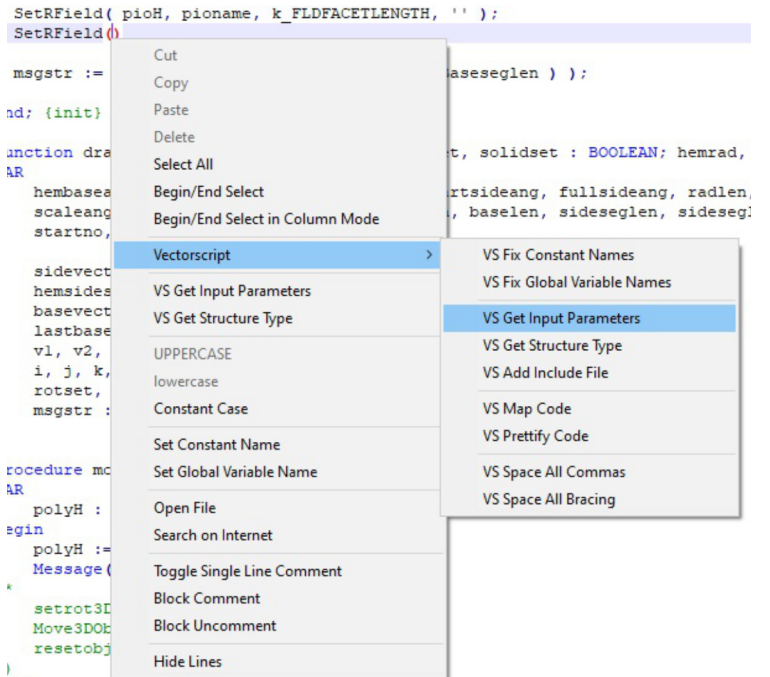 SetRField( pioH, pioname, k_FLDFACETLENGTH, '' );
SetRField()
msgstr := Baseseglen ) );
nd; {init}
unction dra t, solidset : BOOLEAN; hemrad,
AR
hembasea rtsideang, fullsideang, radlen,
scaleang , baselen, sideseglen, sidesegl
startno,
sidevect
hemsides
basevect
lastbase
v1, v2,
i, j, k,
rotset,
msgstr :
rocedure mo
AR
polyH :
egin
polyH :=
Message(
*
setrot3D
Move3DOb
resetobj
)
Cut
Copy
Paste
Delete
Select All
Begin/End Select
Begin/End Select in Column Mode
Vectorscript >
VS Get Input Parameters
VS Get Structure Type
UPPERCASE
lowercase
Constant Case
Set Constant Name
Set Global Variable Name
Open File
Search on Internet
Toggle Single Line Comment
Block Comment
Block Uncomment
Hide Lines
VS Fix Constant Names
VS Fix Global Variable Names
VS Get Input Parameters
VS Get Structure Type
VS Add Include File
VS Map Code
VS Prettify Code
VS Space All Commas
VS Space All Bracing